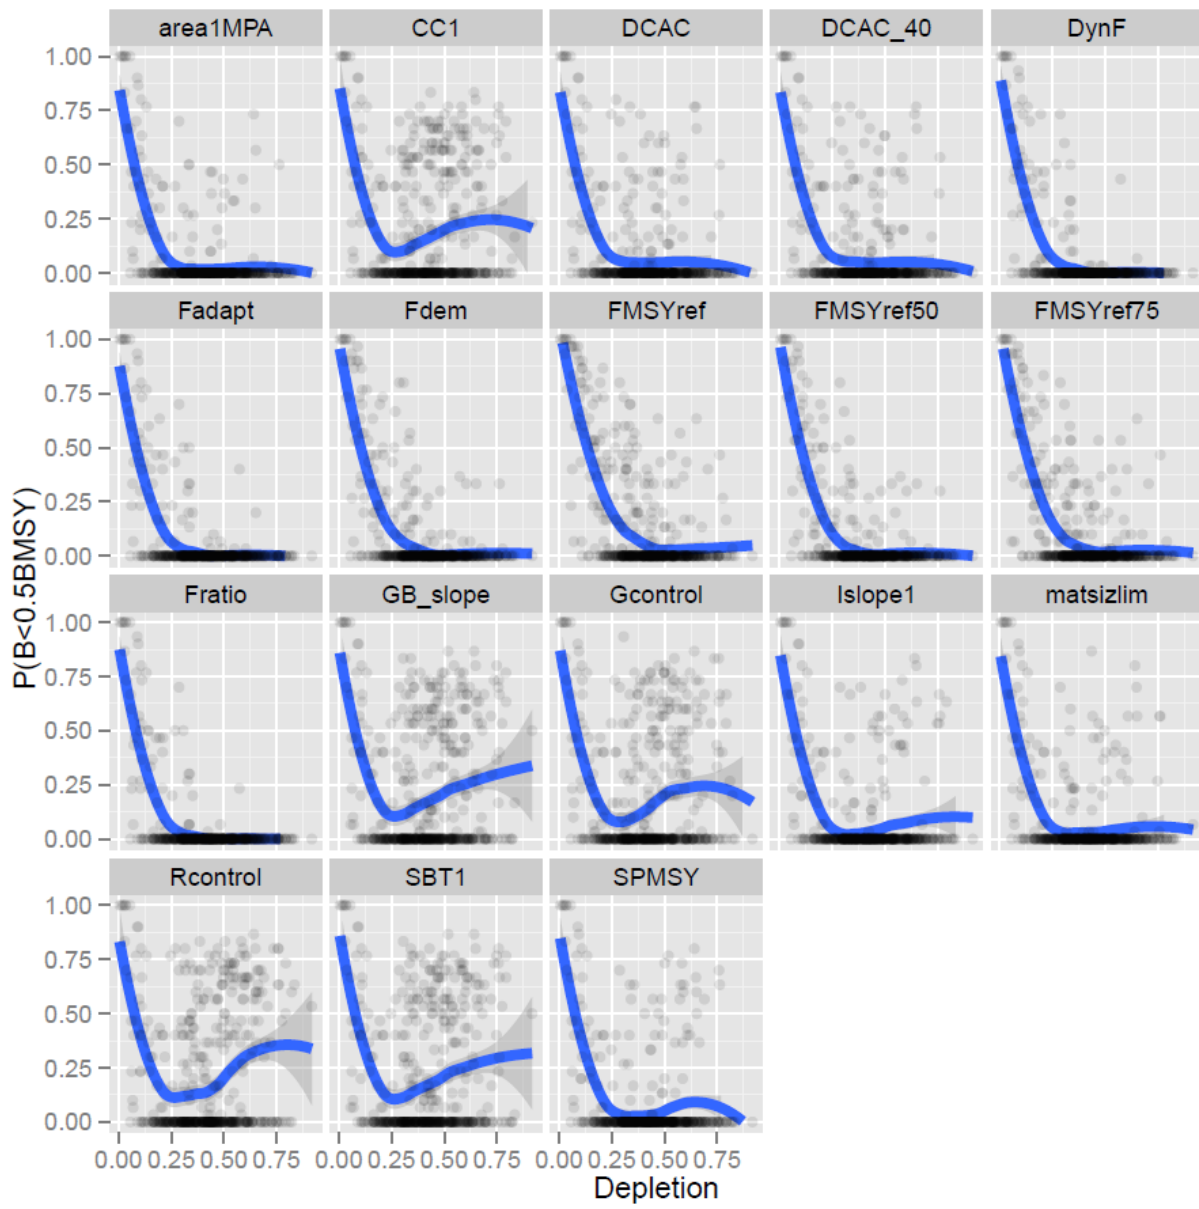 area1MPA CC1 DCAC DCAC_40 DynF
1.00
0.75
0.50
0.25
0.00
Fadapt Fdem FMSYref FMSYref50 FMSYref75
1.00
0.75
0.50
0.25
0.00
P(B<0.5BMSY)
Fratio GB_slope Gcontrol Islope1 matsizlim
1.00
0.75
0.50
0.25
0.00
Rcontrol SBT1 SPMSY
1.00
0.75
0.50
0.25
0.00
0.00 0.25 0.50 0.75 0.00 0.25 0.50 0.75 0.00 0.25 0.50 0.75
Depletion